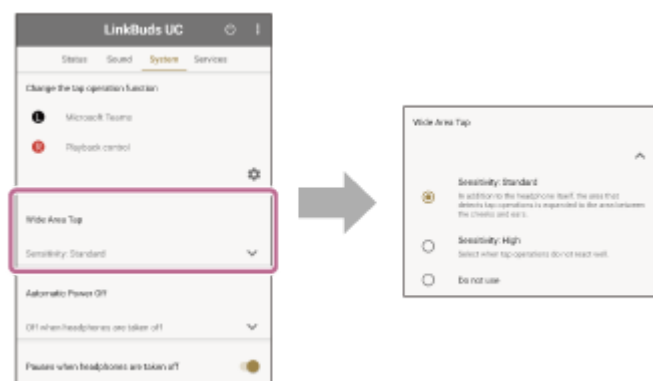 LinkBuds UC
Status Sound System Services
Change the tap operation function
L Microsoft Teams
R Playback control
Wide Area Tap
Sensitivity: Standard
Automatic Power Off
Off when headphones are taken off
Pauses when headphones are taken off
Wide Area Tap
Sensitivity: Standard
In addition to the headphone itself, the area that
detects tap operations is expanded to the area between
the cheeks and ears.
Sensitivity: High
Select when tap operations do not react well.
Do not use